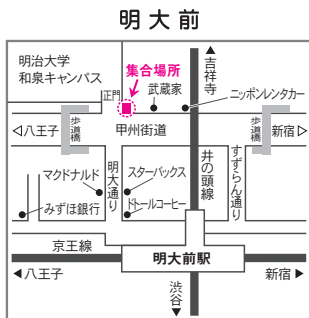 明大前
▲吉祥寺
明治大学
和泉キャンパス
集合場所
正門
武蔵家
ニッポンレンタカー
◁八王子
歩道橋
甲州街道
歩道橋
新宿▷
マクドナルド
明大通り
スターバックス
井の頭線
すずらん通り
みずほ銀行
ドトールコーヒー
京王線
明大前駅
◀八王子
新宿▶
渋谷▼